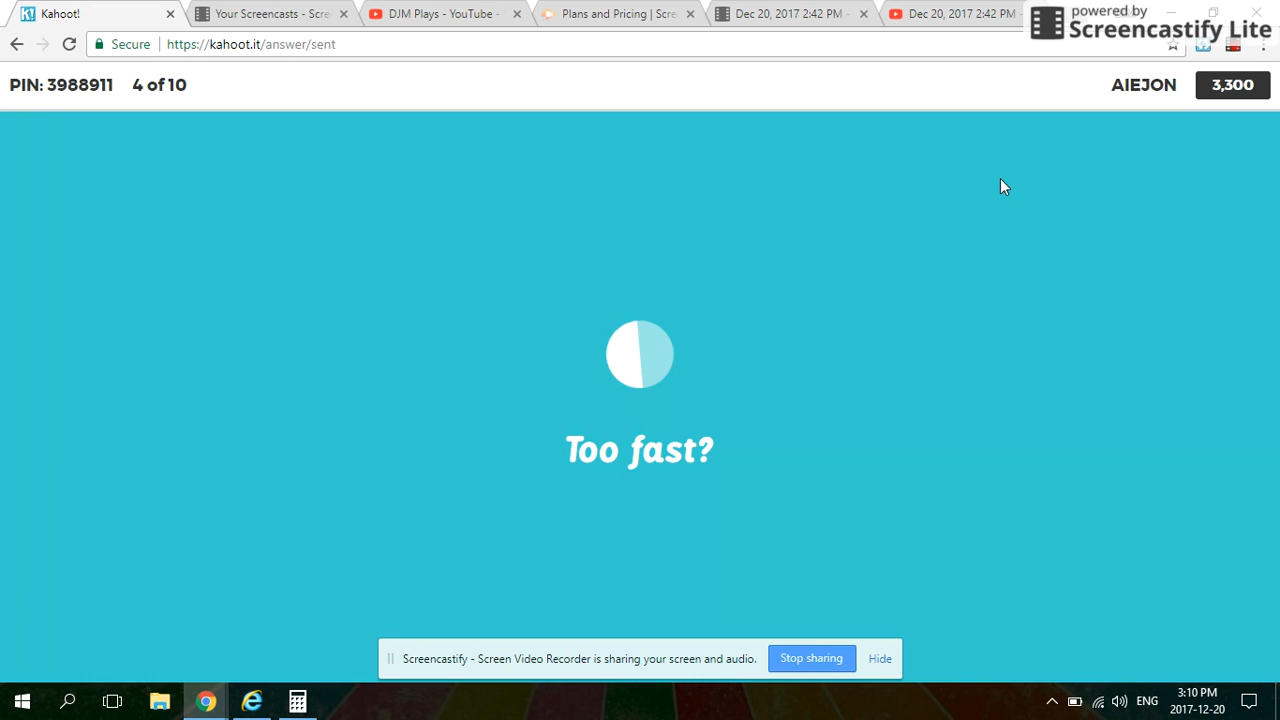 Kahoot!
Your Screencasts - Scr
DJM Plays - YouTube -
Plans and Pricing | Scre
Dec 20, 2017 2:42 PM -
Dec 20, 2017 2:42 PM -
powered by
Screencastify Lite
Secure
https://kahoot.it/answer/sent
PIN: 3988911
4 of 10
AIEJON
3,300
Too fast?
Screencastify - Screen Video Recorder is sharing your screen and audio.
Stop sharing
Hide
ENG
3:10 PM
2017-12-20